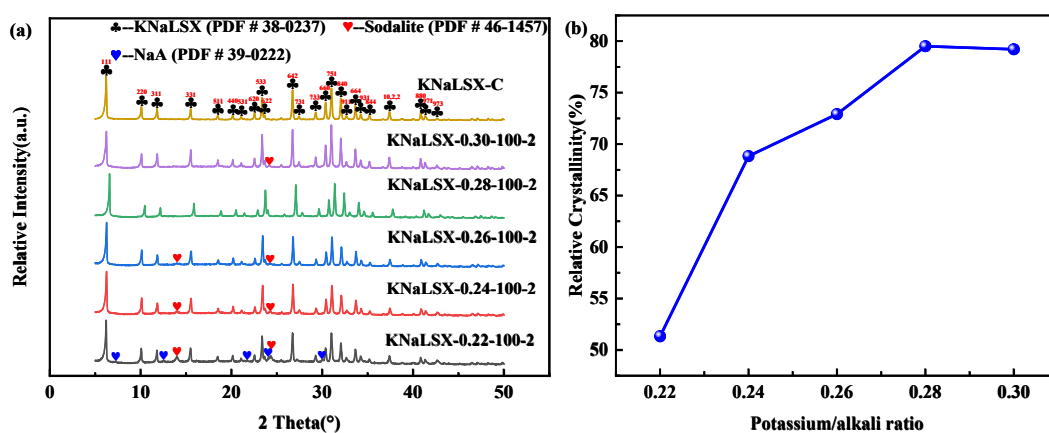 (a)
♣--KNaLSX (PDF # 38-0237) ♥--Sodalite (PDF # 46-1457)
♥--NaA (PDF # 39-0222)
KNaLSX-C
111 220 311 331 511 440 531 620 533 622 642 731 733 660 751 840 911 664 931 844 10,2,2 880 971 973
KNaLSX-0.30-100-2
KNaLSX-0.28-100-2
KNaLSX-0.26-100-2
KNaLSX-0.24-100-2
KNaLSX-0.22-100-2
Relative Intensity(a.u.)
0 5 10 15 20 25 30 35 40 45 50
2 Theta(°)
(b)
80
75
70
65
60
55
50
Relative Crystallinity(%)
0.22 0.24 0.26 0.28 0.30
Potassium/alkali ratio